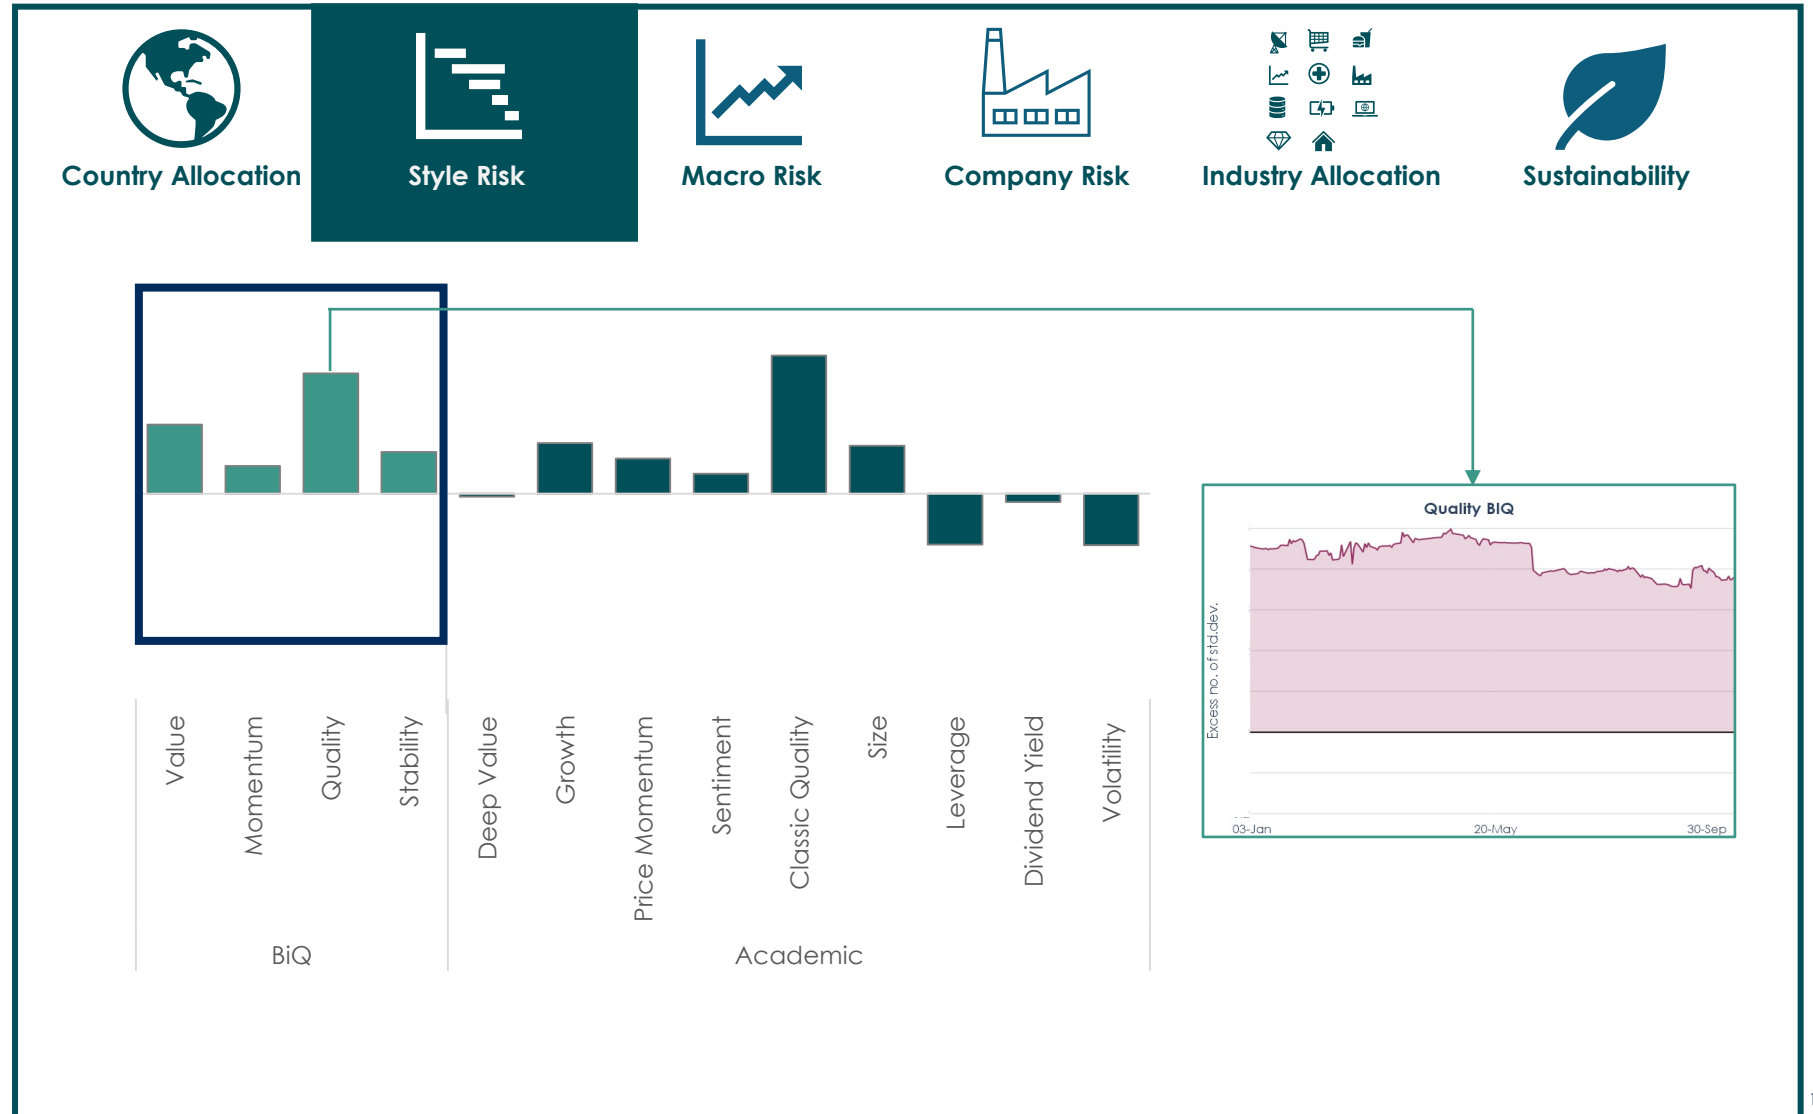 Country Allocation
Style Risk
Macro Risk
Company Risk
Industry Allocation
Sustainability
Value
Momentum
Quality
Stability
Deep Value
Growth
Price Momentum
Sentiment
Classic Quality
Size
Leverage
Dividend Yield
Volatility
BiQ
Academic
Quality BIQ
Excess no. of std.dev.
03-Jan
20-May
30-Sep